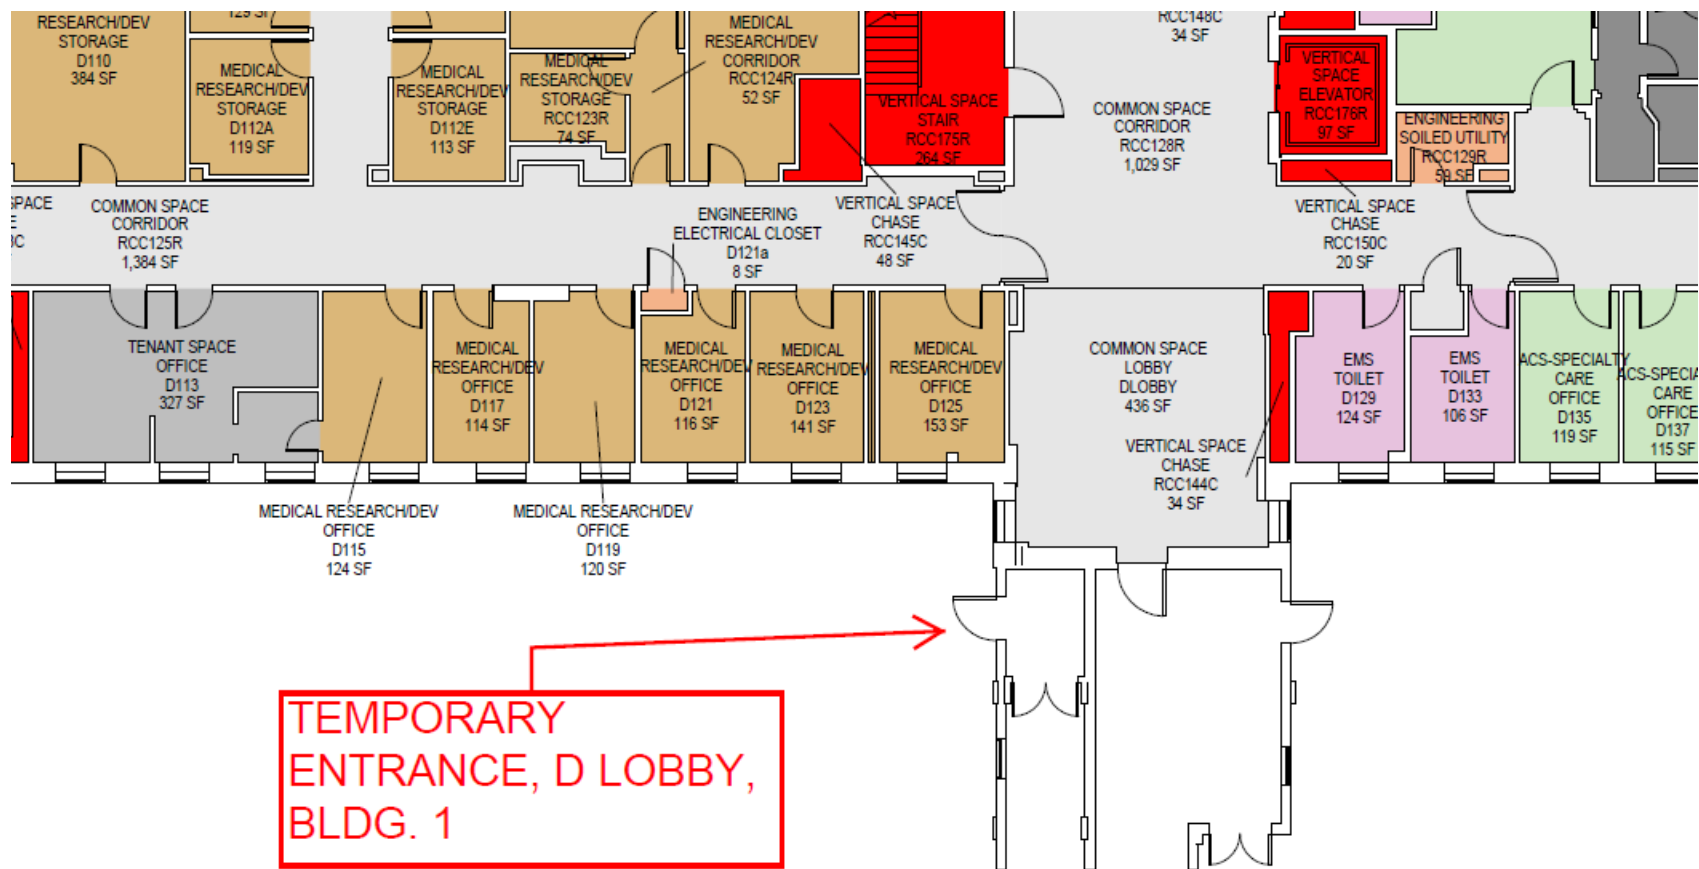 RESEARCH/DEV
STORAGE
D110
384 SF
129 SF
MEDICAL
RESEARCH/DEV
STORAGE
D112A
119 SF
MEDICAL
RESEARCH/DEV
STORAGE
D112E
113 SF
MEDICAL
RESEARCH/DEV
STORAGE
RCC123R
74 SF
MEDICAL
RESEARCH/DEV
CORRIDOR
RCC124R
52 SF
VERTICAL SPACE
STAIR
RCC175R
264 SF
RCC148C
34 SF
COMMON SPACE
CORRIDOR
RCC128R
1,029 SF
VERTICAL
SPACE
ELEVATOR
RCC176R
97 SF
ENGINEERING
SOILED UTILITY
RCC129R
59 SF
SPACE
COMMON SPACE
CORRIDOR
RCC125R
1,384 SF
ENGINEERING
ELECTRICAL CLOSET
D121a
8 SF
VERTICAL SPACE
CHASE
RCC145C
48 SF
VERTICAL SPACE
CHASE
RCC150C
20 SF
TENANT SPACE
OFFICE
D113
327 SF
MEDICAL
RESEARCH/DEV
OFFICE
D117
114 SF
MEDICAL
RESEARCH/DEV
OFFICE
D121
116 SF
MEDICAL
RESEARCH/DEV
OFFICE
D123
141 SF
MEDICAL
RESEARCH/DEV
OFFICE
D125
153 SF
COMMON SPACE
LOBBY
DLOBBY
436 SF
VERTICAL SPACE
CHASE
RCC144C
34 SF
EMS
TOILET
D129
124 SF
EMS
TOILET
D133
106 SF
ACS-SPECIALTY
CARE
OFFICE
D135
119 SF
ACS-SPECIA
CARE
OFFICE
D137
115 SF
MEDICAL RESEARCH/DEV
OFFICE
D115
124 SF
MEDICAL RESEARCH/DEV
OFFICE
D119
120 SF
TEMPORARY
ENTRANCE, D LOBBY,
BLDG. 1